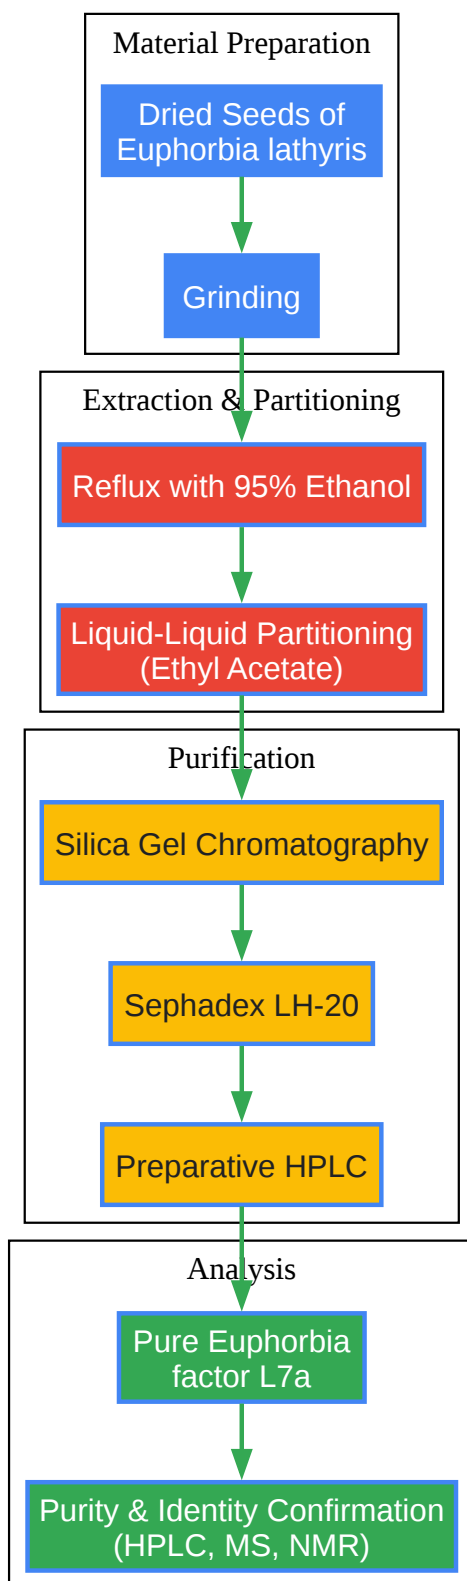 Material Preparation
Dried Seeds of
Euphorbia lathyris
Grinding
Extraction & Partitioning
Reflux with 95% Ethanol
Liquid-Liquid Partitioning
(Ethyl Acetate)
Purification
Silica Gel Chromatography
Sephadex LH-20
Preparative HPLC
Analysis
Pure Euphorbia
factor L7a
Purity & Identity Confirmation
(HPLC, MS, NMR)